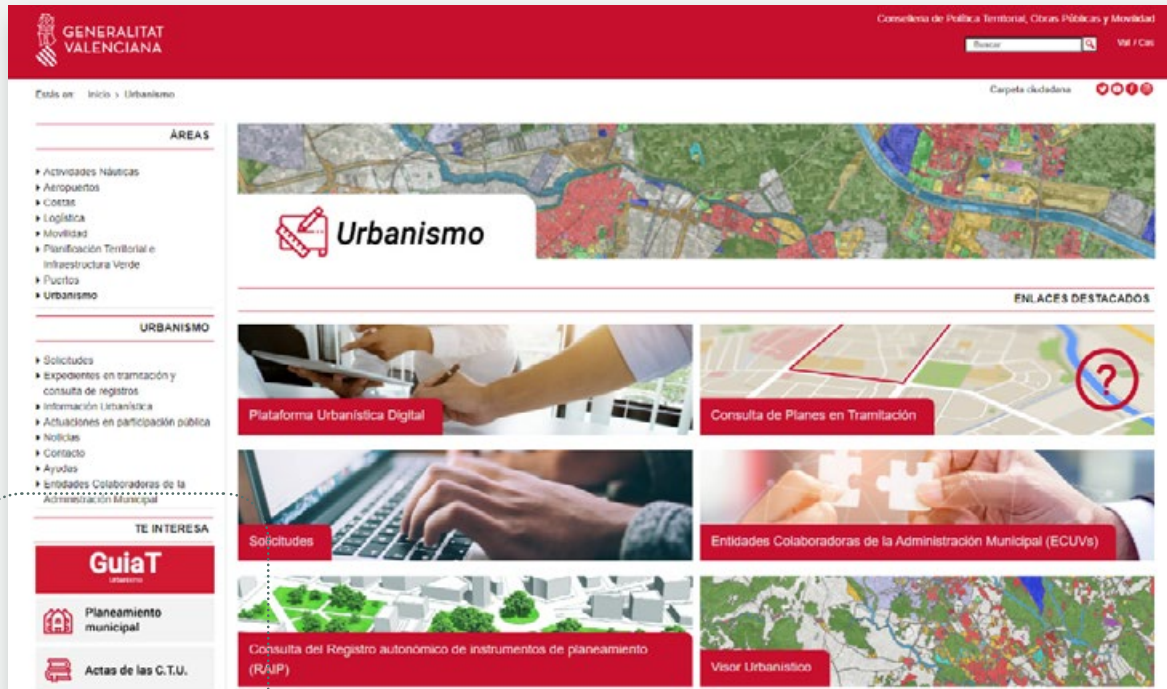 GENERALITAT
VALENCIANA
Conselleria de Política Territorial, Obras Públicas y Movilidad
Buscar
Val / Cas
Estás en: Inicio > Urbanismo
Carpeta ciudadana
ÀREAS
Actividades Náuticas
Aeropuertos
Costas
Logística
Movilidad
Planificación Territorial e
Infraestructura Verde
Puertos
Urbanismo
Urbanismo
ENLACES DESTACADOS
URBANISMO
Solicitudes
Expedientes en tramitación y
consulta de registros
Información Urbanística
Actuaciones en participación pública
Noticias
Contacto
Ayudas
Entidades Colaboradoras de la
Administración Municipal
TE INTERESA
GuiaT
Urbanismo
Planeamiento
municipal
Actas de las C.T.U.
Plataforma Urbanística Digital
Consulta de Planes en Tramitación
?
Solicitudes
Entidades Colaboradoras de la Administración Municipal (ECUVs)
Consulta del Registro autonómico de instrumentos de planeamiento
(RAIP)
Visor Urbanístico